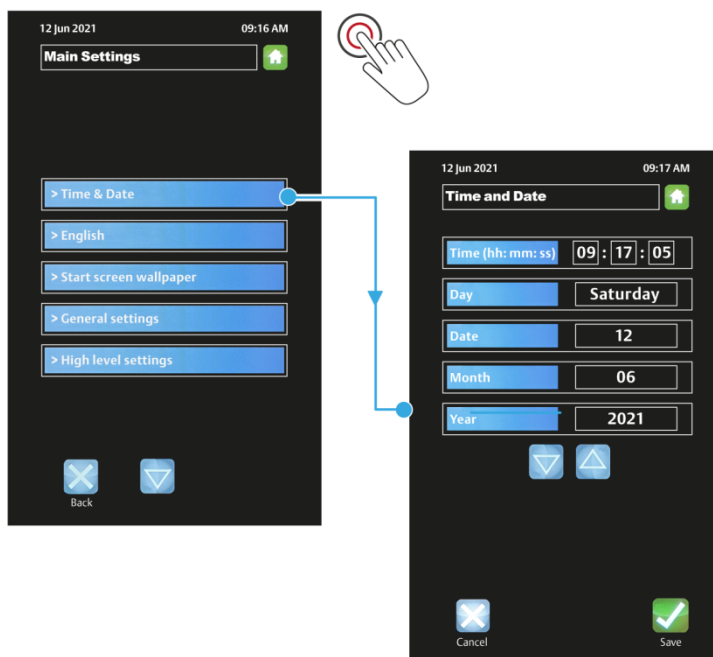 12 Jun 2021 09:16 AM
Main Settings
> Time & Date
> English
> Start screen wallpaper
> General settings
> High level settings
Back
12 Jun 2021 09:17 AM
Time and Date
Time (hh: mm: ss) 09 : 17 : 05
Day Saturday
Date 12
Month 06
Year 2021
Cancel Save